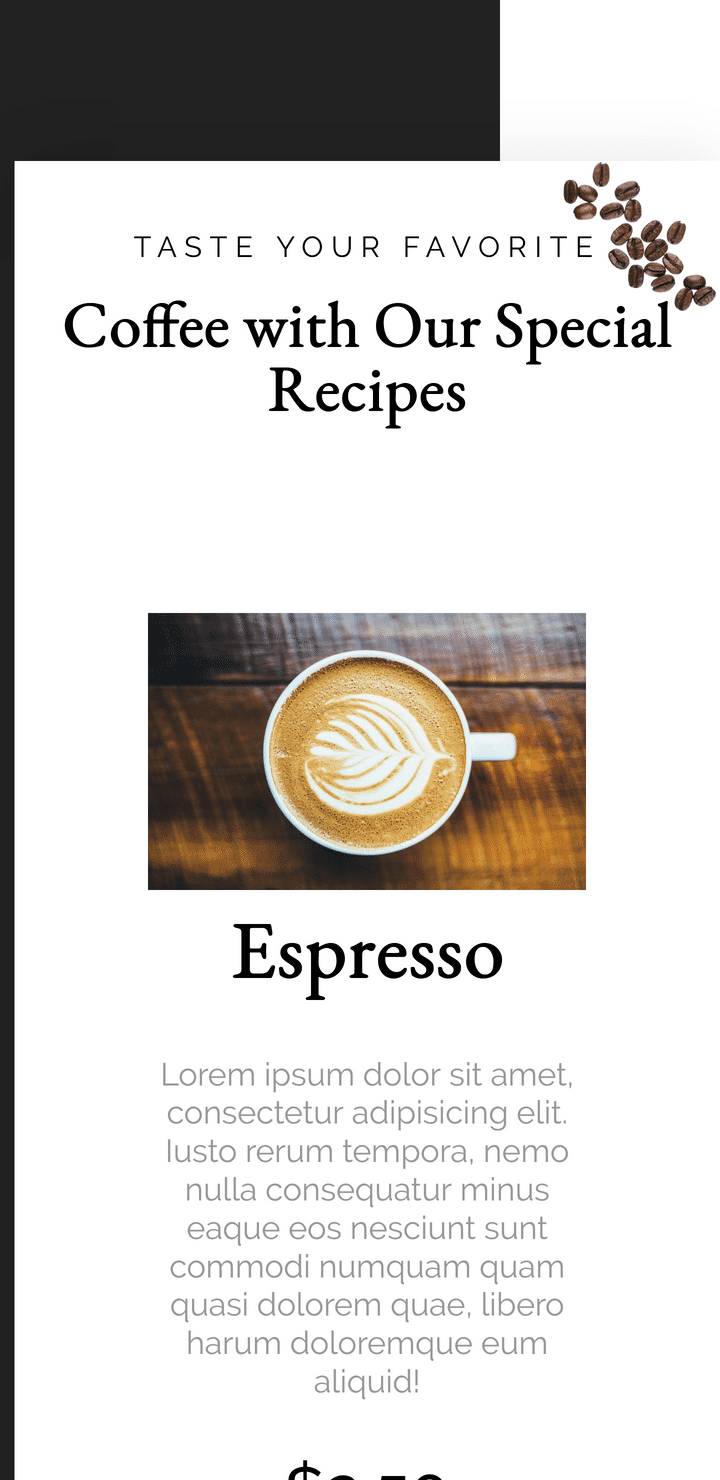 TASTE YOUR FAVORITE
Coffee with Our Special
Recipes
Espresso
Lorem ipsum dolor sit amet,
consectetur adipisicing elit.
Iusto rerum tempora, nemo
nulla consequatur minus
eaque eos nesciunt sunt
commodi numquam quam
quasi dolorem quae, libero
harum doloremque eum
aliquid!